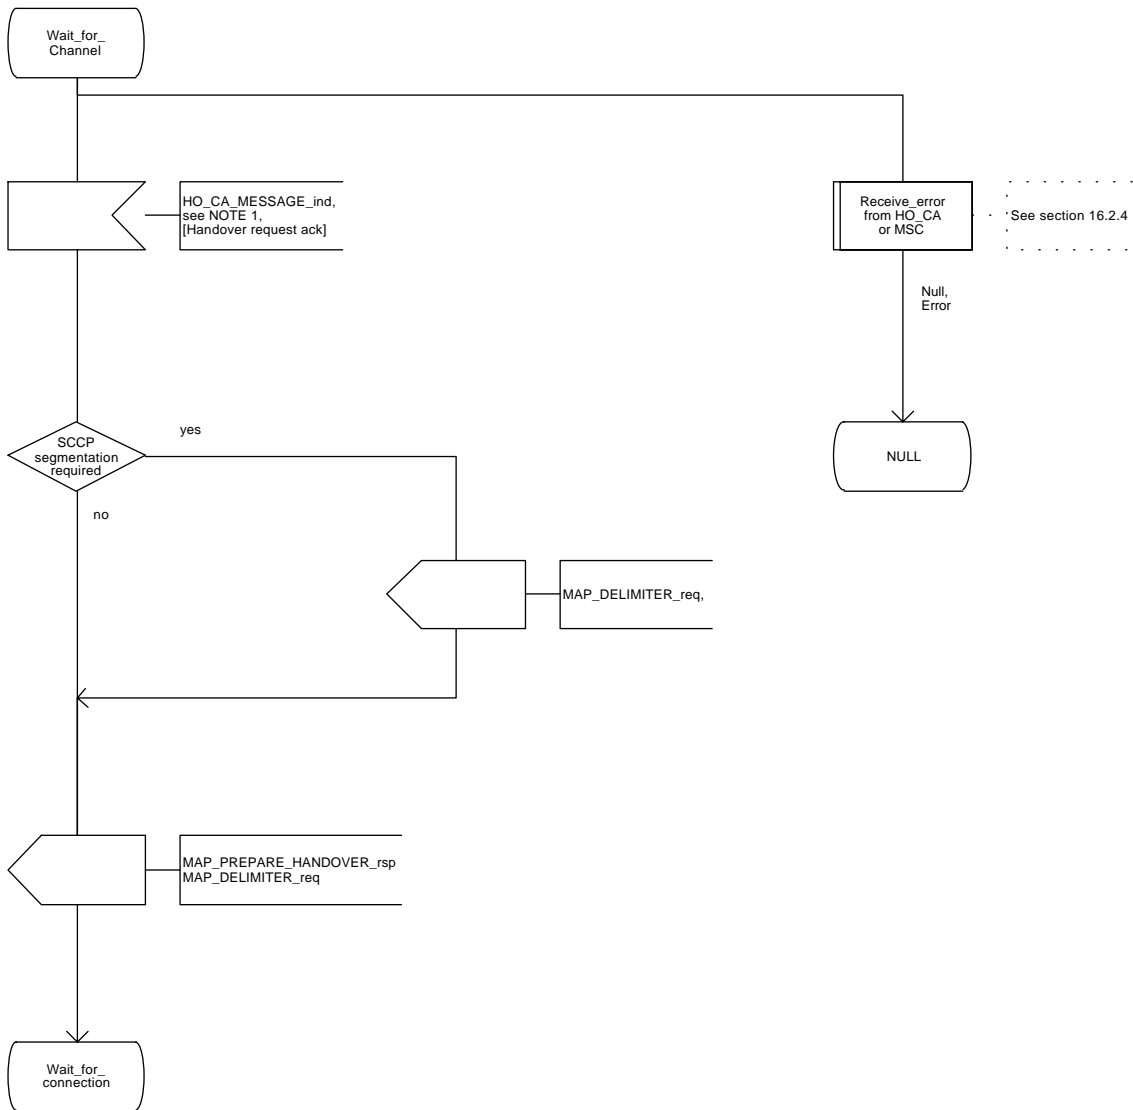 Wait_for_
Channel
HO_CA_MESSAGE_ind,
see NOTE 1,
[Handover request ack]
Receive_error
from HO_CA
or MSC
See section 16.2.4
Null,
Error
SCCP
segmentation
required
yes
no
NULL
MAP_DELIMITER_req,
MAP_PREPARE_HANDOVER_rsp
MAP_DELIMITER_req
Wait_for_
connection